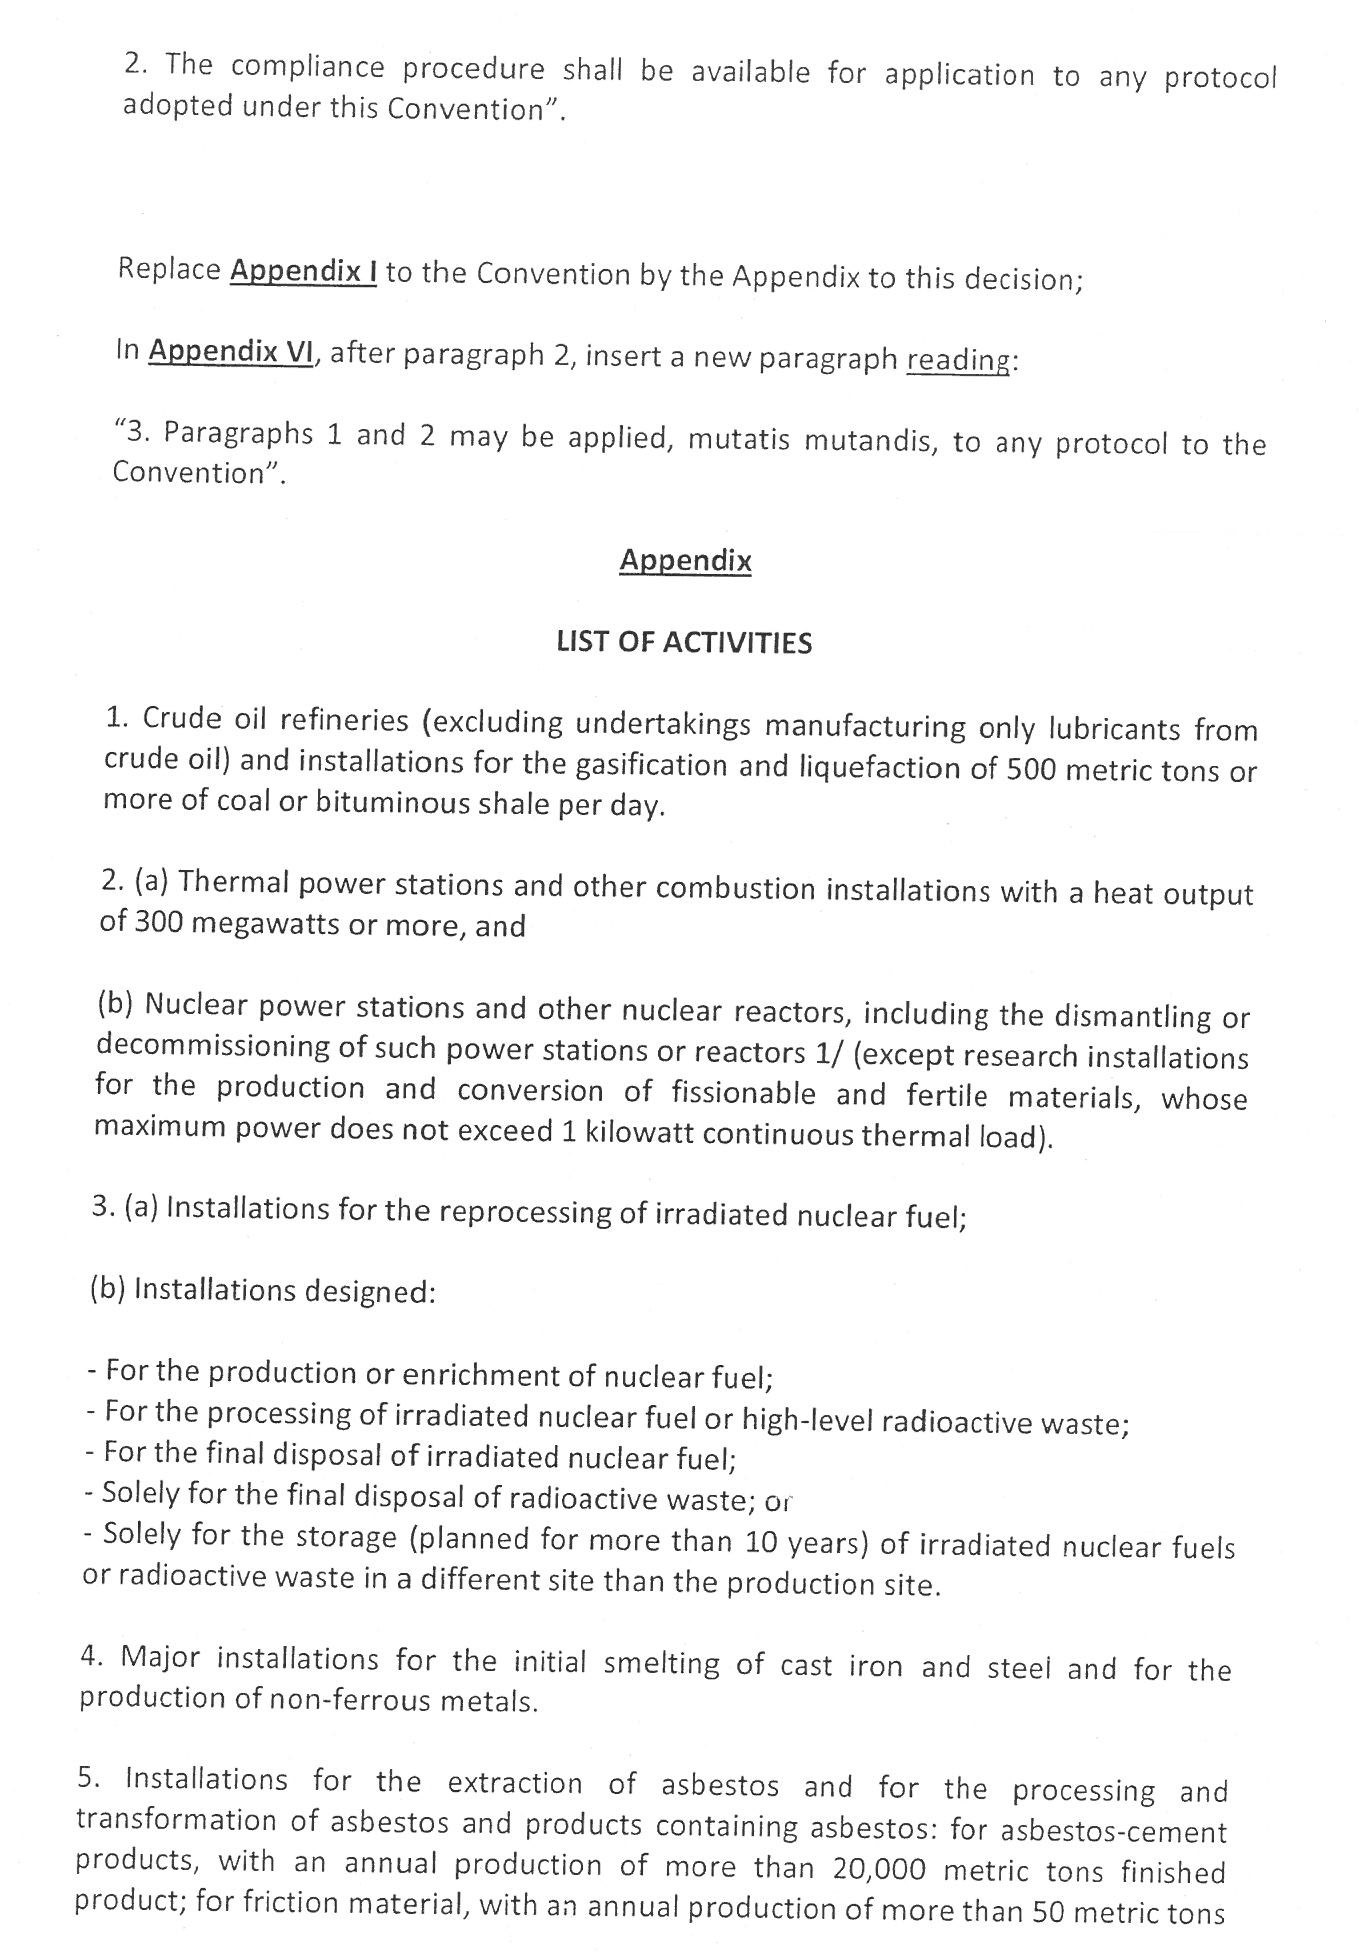 2. The compliance procedure shall be available for application to any protocol
adopted under this Convention”.
Replace Appendix I to the Convention by the Appendix to this decision;
In Appendix VI, after paragraph 2, insert a new paragraph reading:
“3. Paragraphs 1 and 2 may be applied, mutatis mutandis, to any protocol to the
Convention”.
Appendix
LIST OF ACTIVITIES
1. Crude oil refineries (excluding undertakings manufacturing only lubricants from
crude oil) and installations for the gasification and liquefaction of 500 metric tons or
more of coal or bituminous shale per day.
2. (a) Thermal power stations and other combustion installations with a heat output
of 300 megawatts or more, and
(b) Nuclear power stations and other nuclear reactors, including the dismantling or
decommissioning of such power stations or reactors 1/ (except research installations
for the production and conversion of fissionable and fertile materials, whose
maximum power does not exceed 1 kilowatt continuous thermal load).
3. (a) Installations for the reprocessing of irradiated nuclear fuel;
(b) Installations designed:
- For the production or enrichment of nuclear fuel;
- For the processing of irradiated nuclear fuel or high-level radioactive waste;
- For the final disposal of irradiated nuclear fuel;
- Solely for the final disposal of radioactive waste; or
- Solely for the storage (planned for more than 10 years) of irradiated nuclear fuels
or radioactive waste in a different site than the production site.
4. Major installations for the initial smelting of cast iron and steel and for the
production of non-ferrous metals.
5. Installations for the extraction of asbestos and for the processing and
transformation of asbestos and products containing asbestos: for asbestos-cement
products, with an annual production of more than 20,000 metric tons finished
product; for friction material, with an annual production of more than 50 metric tons